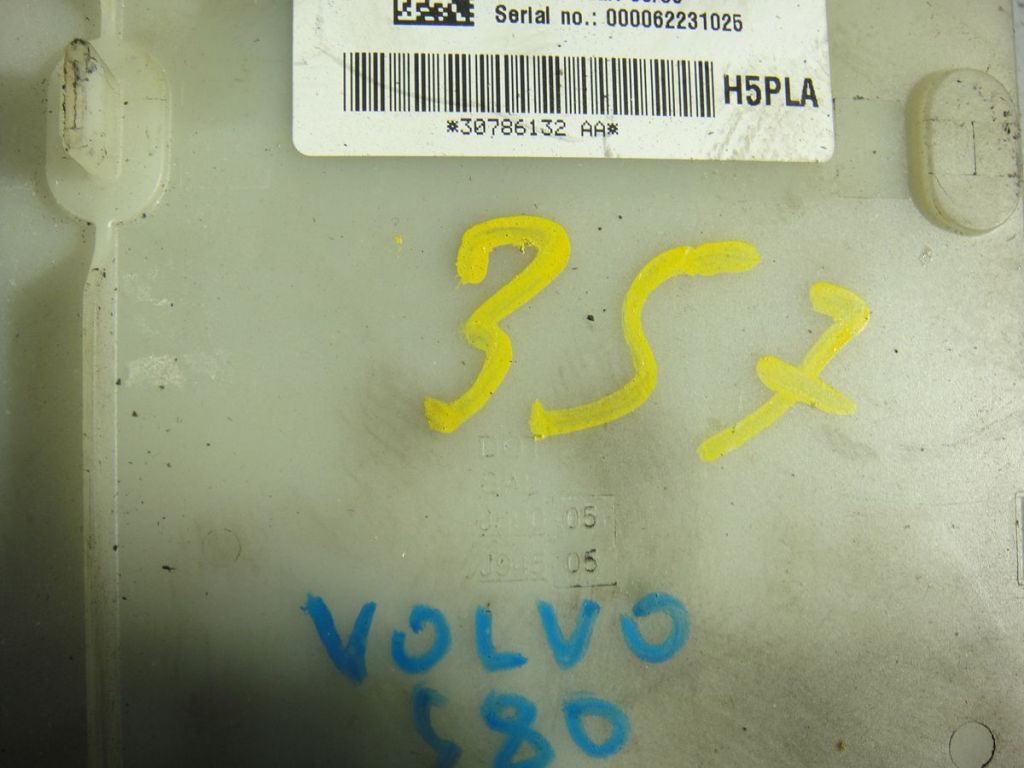 Serial no.: 000062231025
H5PLA
*30786132 AA*
357
05
05
VOLVO
S80